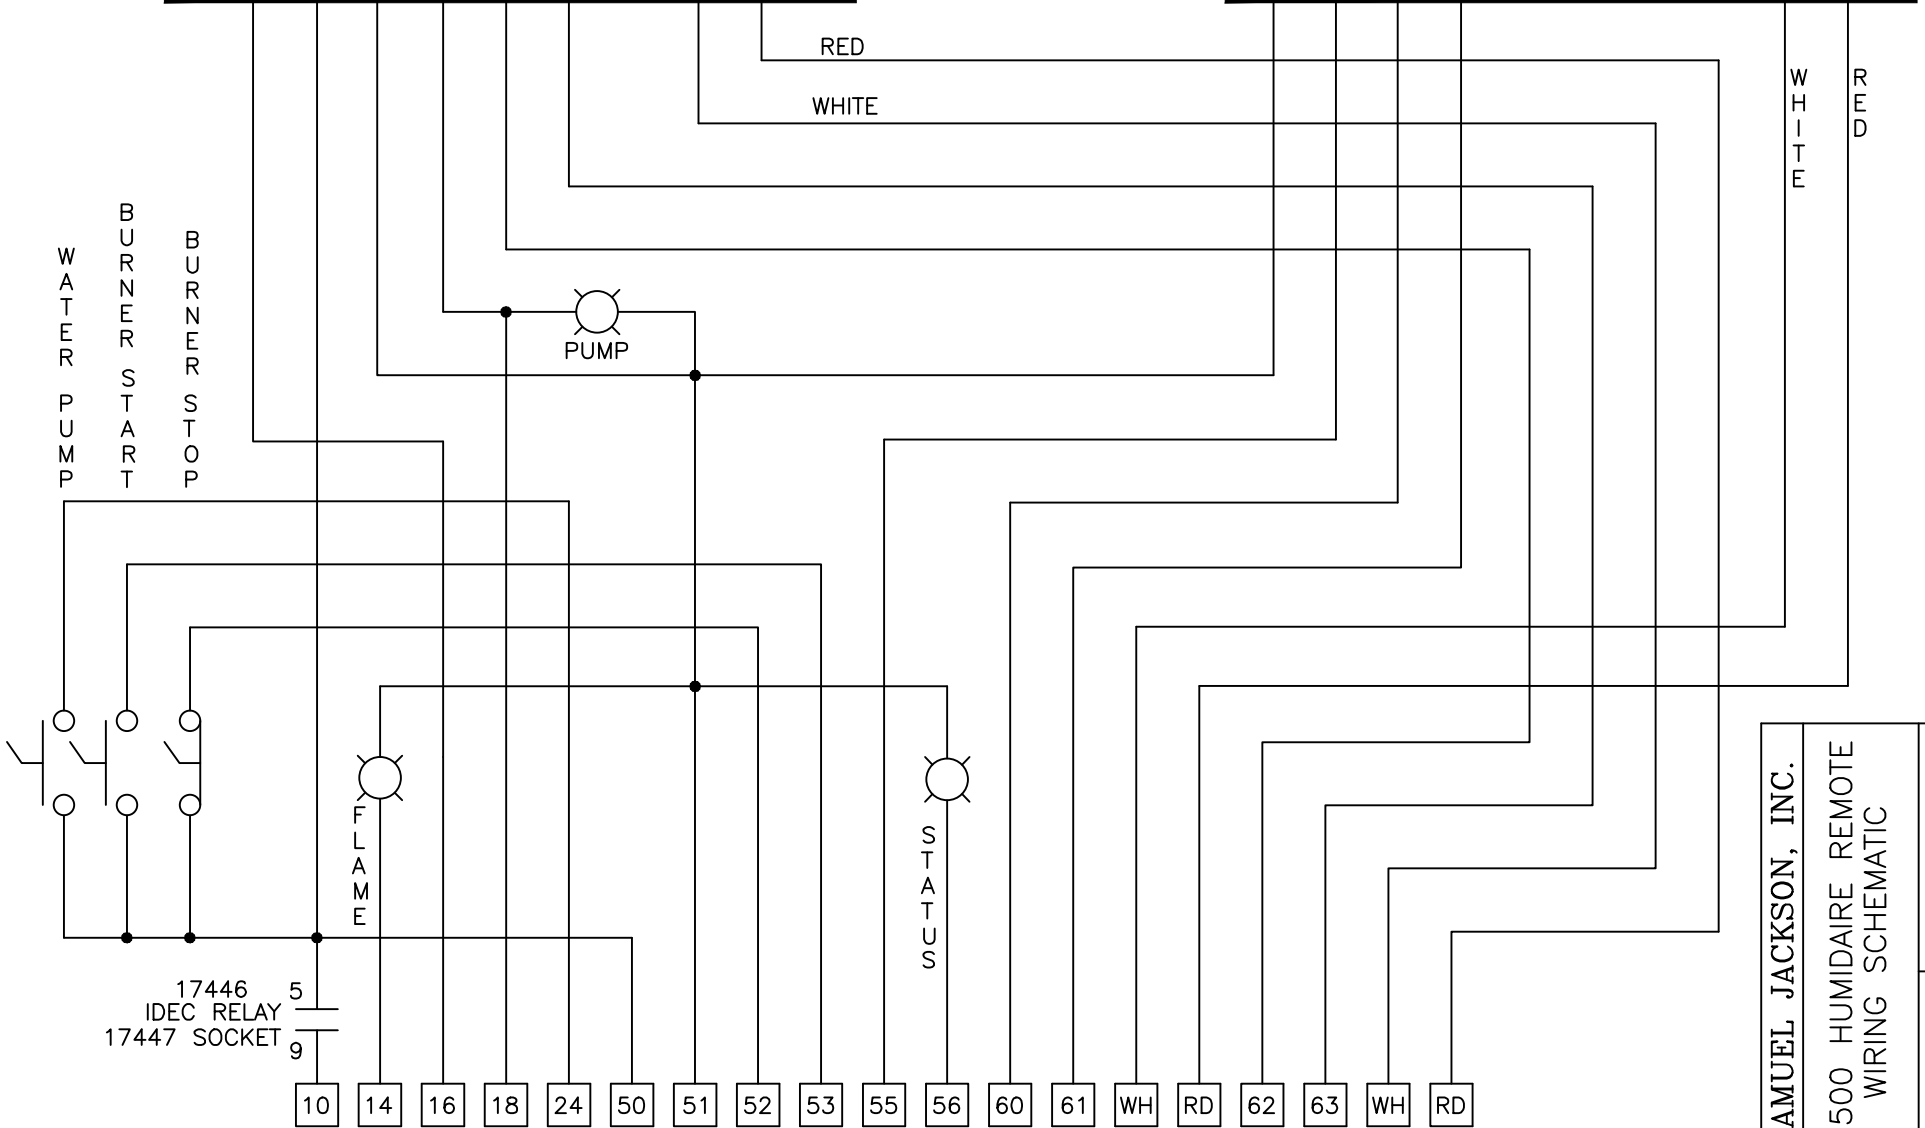 RED
WHITE
WHITE
RED
WATER PUMP
BURNER START
BURNER STOP
PUMP
FLAME
STATUS
17446
IDEC RELAY
17447 SOCKET
5
9
10 14 16 18 24 50 51 52 53 55 56 60 61 WH RD 62 63 WH RD
AMUEL JACKSON, INC.
500 HUMIDAIRE REMOTE
WIRING SCHEMATIC